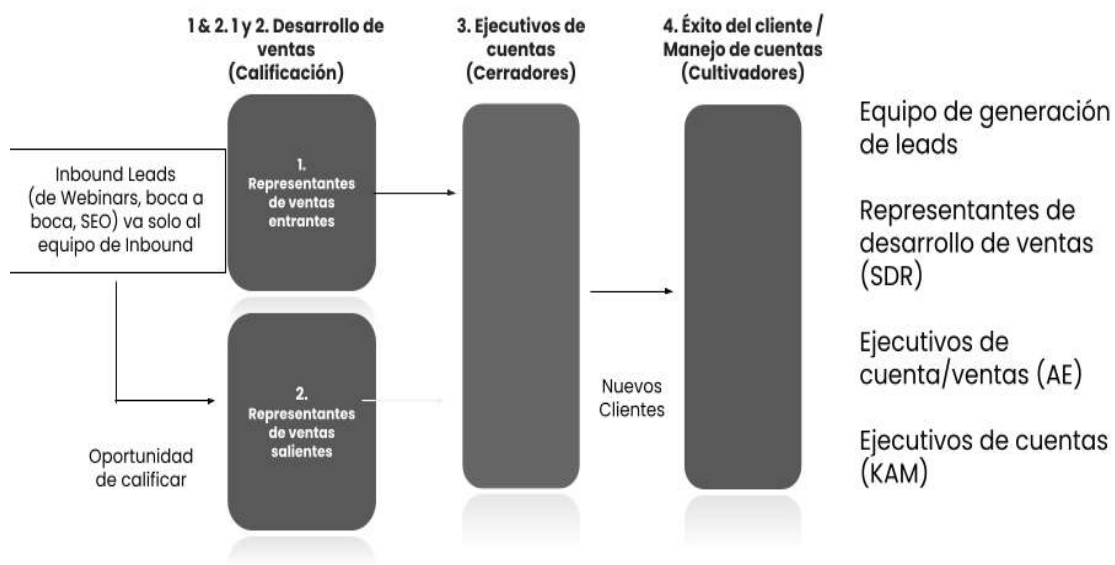 1 & 2. 1 y 2. Desarrollo de
ventas
(Calificación)
3. Ejecutivos de
cuentas
(Cerradores)
4. Éxito del cliente /
Manejo de cuentas
(Cultivadores)
Inbound Leads
(de Webinars, boca a
boca, SEO) va solo al
equipo de Inbound
1.
Representantes
de ventas
entrantes
2.
Representantes
de ventas
salientes
Oportunidad
de calificar
Nuevos
Clientes
Equipo de generación
de leads
Representantes de
desarrollo de ventas
(SDR)
Ejecutivos de
cuenta/ventas (AE)
Ejecutivos de cuentas
(KAM)